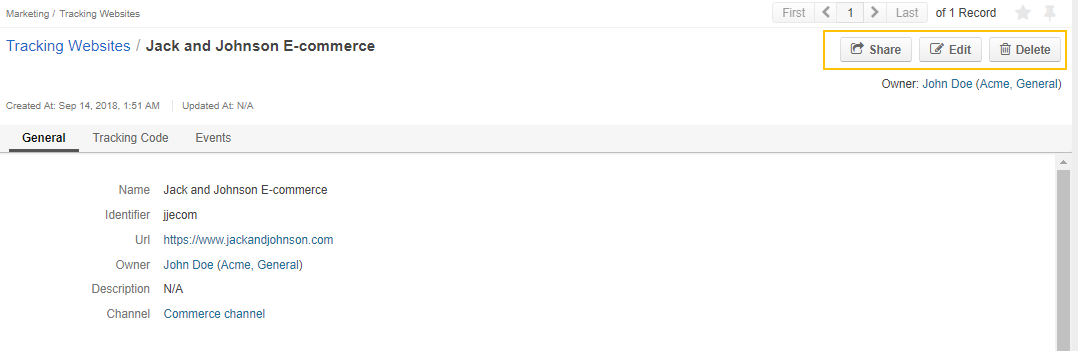 Marketing / Tracking Websites First 1 Last of 1 Record
Tracking Websites / Jack and Johnson E-commerce Share Edit Delete
Owner: John Doe (Acme, General)
Created At: Sep 14, 2018, 1:51 AM Updated At: N/A
General Tracking Code Events
Name Jack and Johnson E-commerce
Identifier jjecom
Url https://www.jackandjohnson.com
Owner John Doe (Acme, General)
Description N/A
Channel Commerce channel